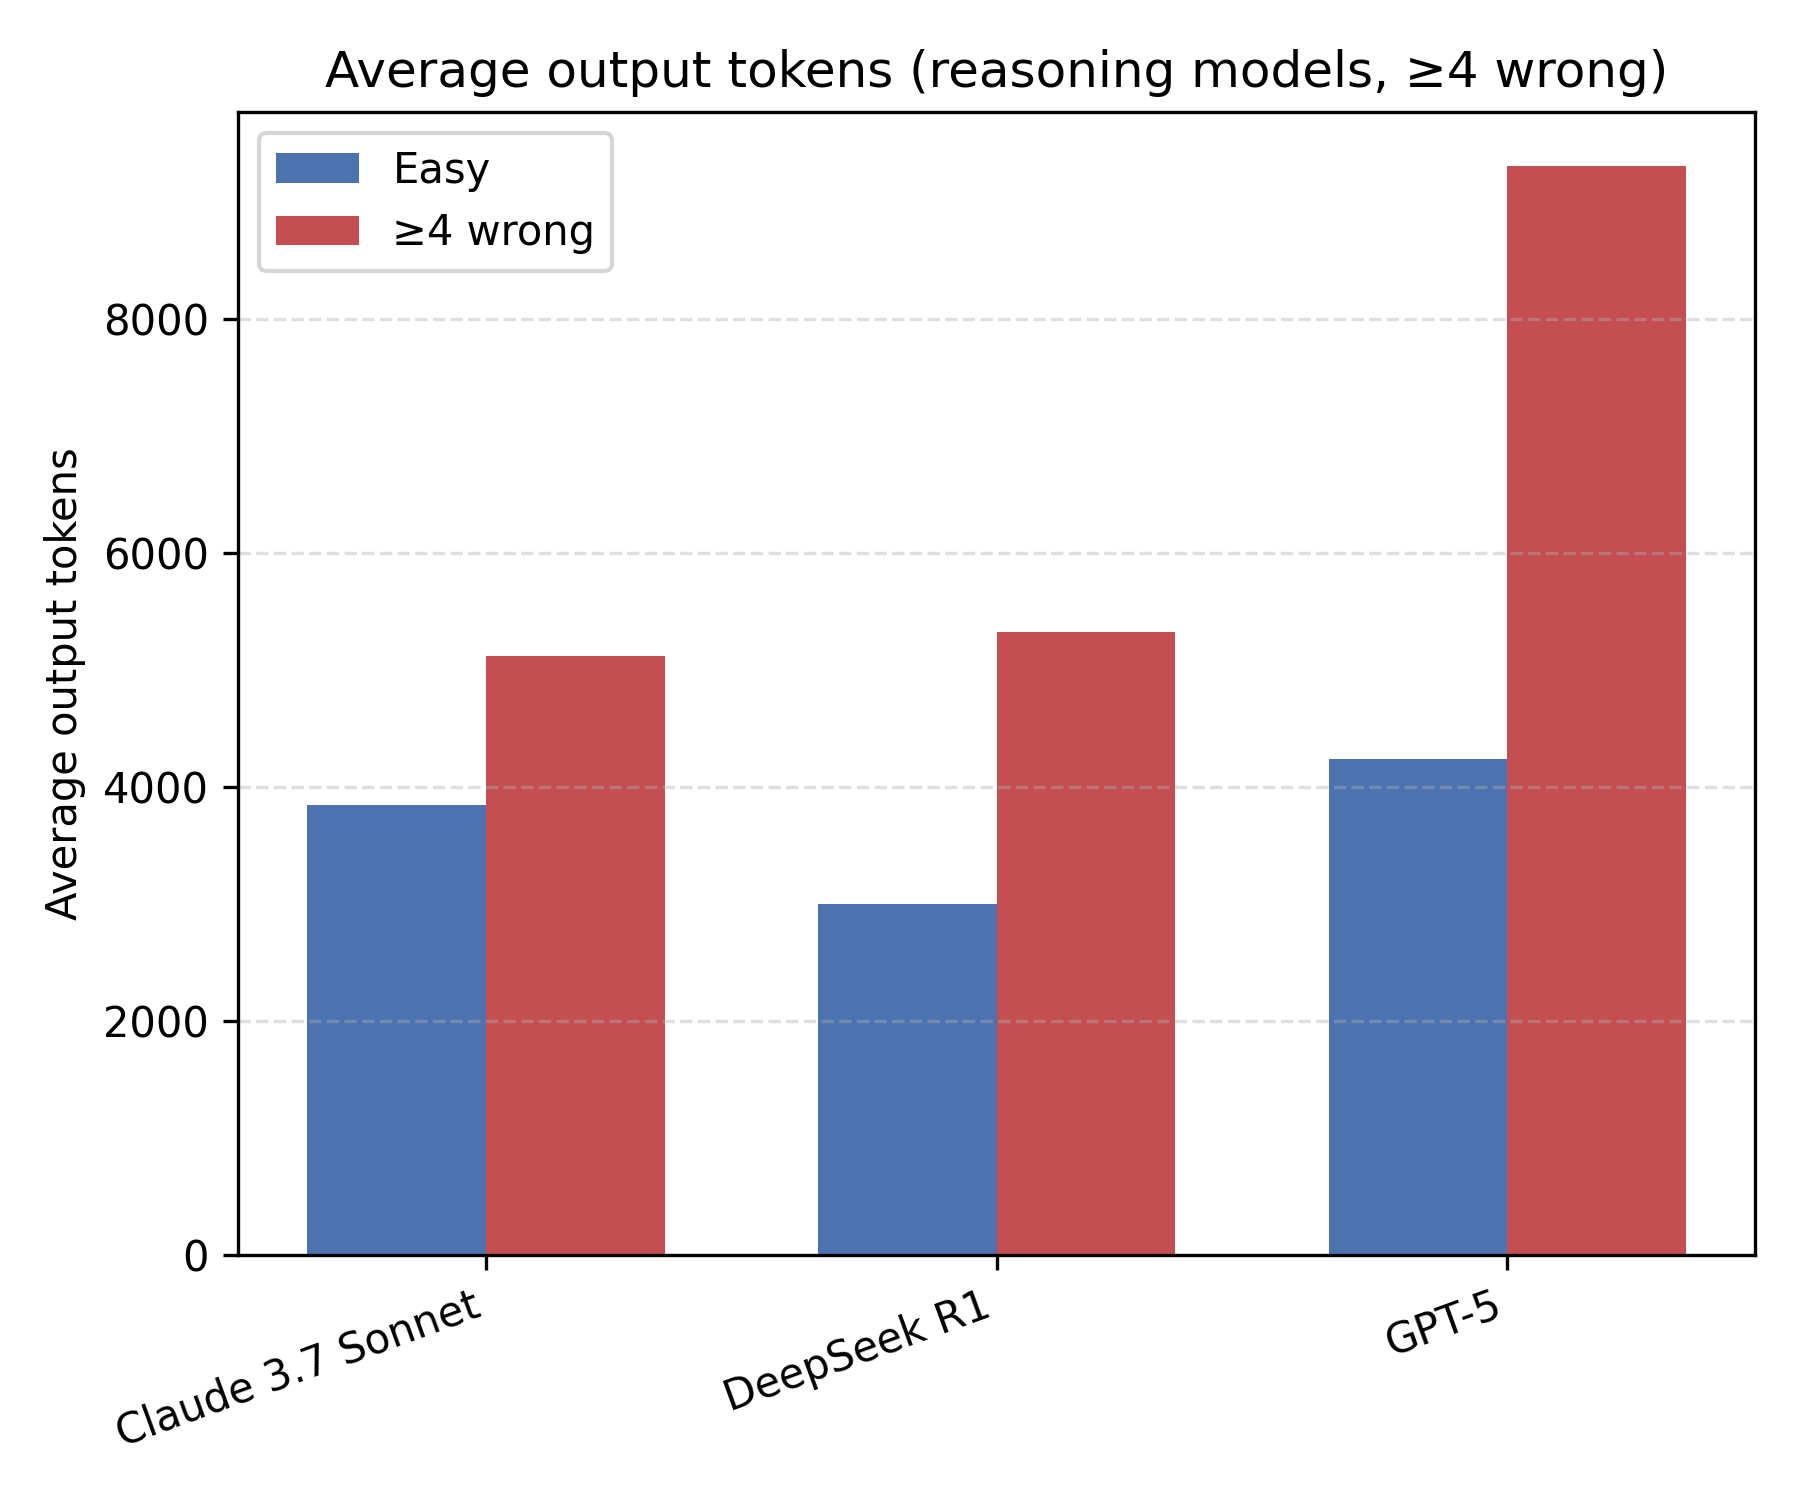 Average output tokens (reasoning models, ≥4 wrong)
Easy
≥4 wrong
Average output tokens
8000
6000
4000
2000
0
Claude 3.7 Sonnet
DeepSeek R1
GPT-5